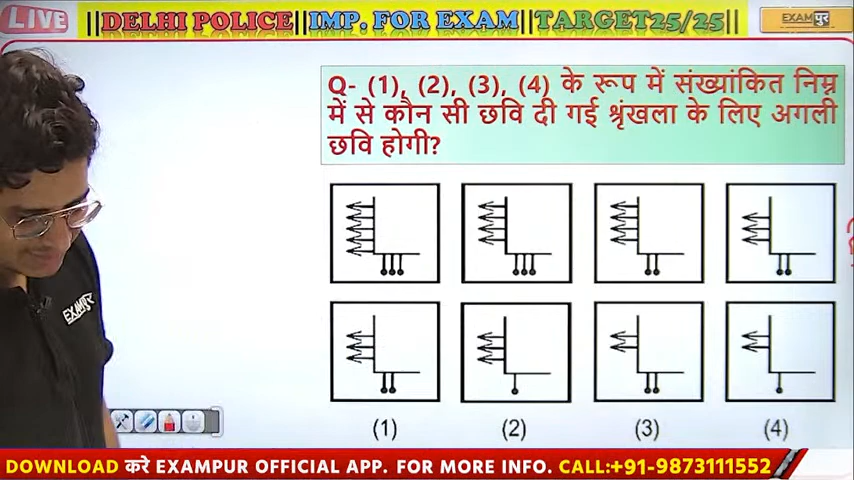 LIVE
||DELHI POLICE||IMP. FOR EXAM||TARGET25/25||
EXAMपुर
Q- (1), (2), (3), (4) के रूप में संख्यांकित निम्न
में से कौन सी छवि दी गई श्रृंखला के लिए अगली
छवि होगी?
EXAMपुर
(1) (2) (3) (4)
DOWNLOAD करे EXAMPUR OFFICIAL APP. FOR MORE INFO. CALL:+91-9873111552